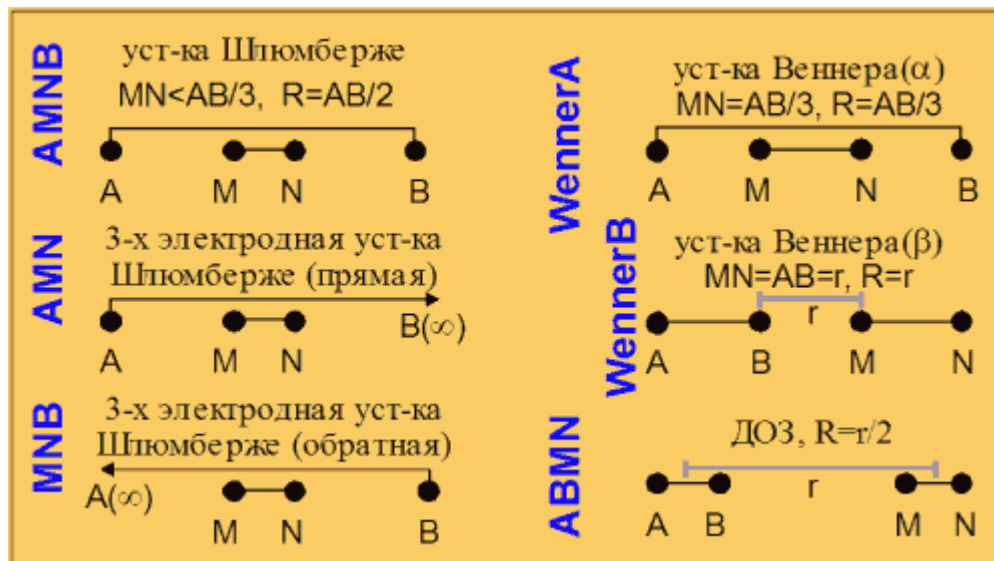 AMNB
уст-ка Шлюмберже
MN<AB/3, R=AB/2
A M N B
AMN
3-х электродная уст-ка
Шлюмберже (прямая)
B(∞)
A M N
MNB
3-х электродная уст-ка
Шлюмберже (обратная)
A(∞)
M N B
WennerA
уст-ка Веннера(α)
MN=AB/3, R=AB/3
A M N B
WennerB
уст-ка Веннера(β)
MN=AB=r, R=r
r
A B M N
ABMN
ДОЗ, R=r/2
r
A B M N